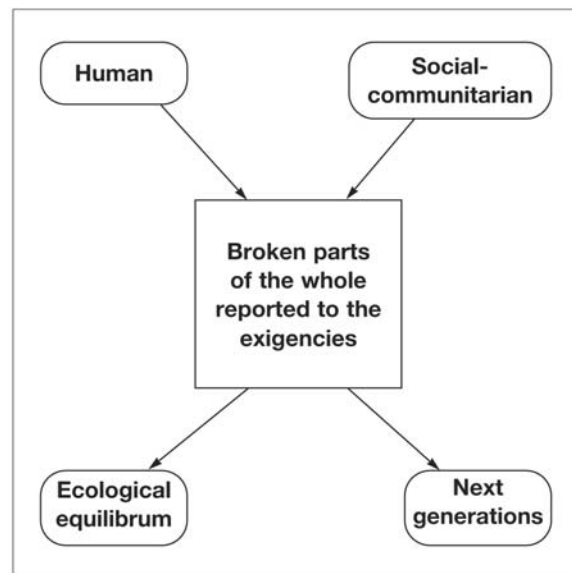 Human
Social-
communitarian
Broken parts
of the whole
reported to the
exigencies
Ecological
equilibrum
Next
generations